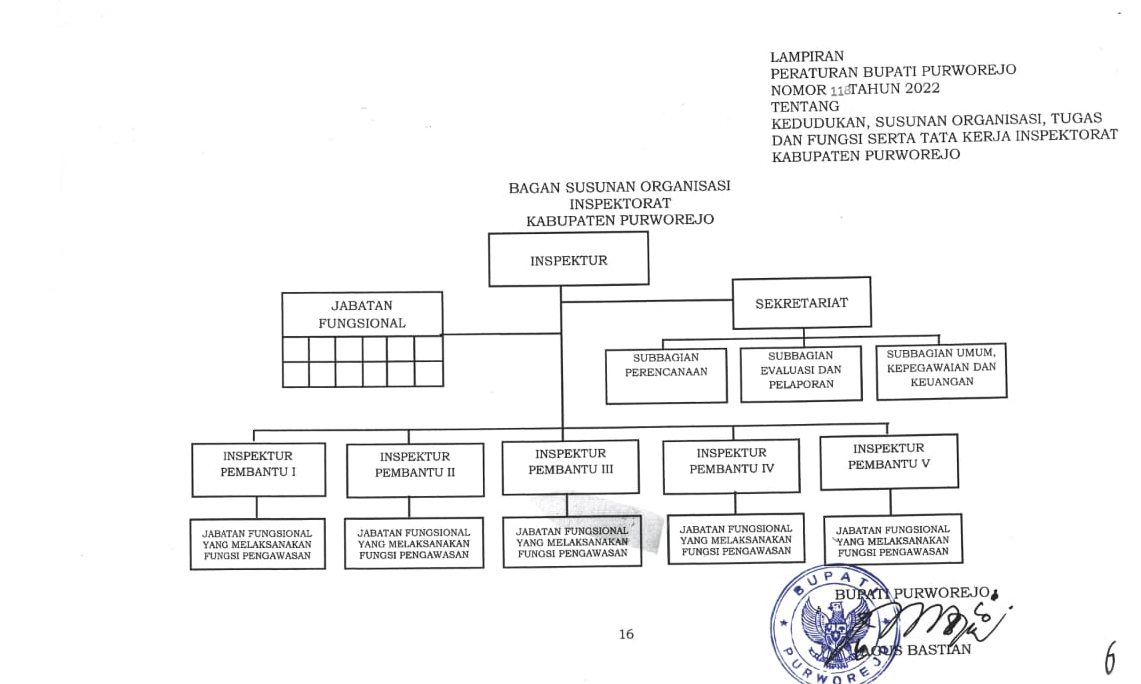 LAMPIRAN
PERATURAN BUPATI PURWOREJO
NOMOR 118 TAHUN 2022
TENTANG
KEDUDUKAN, SUSUNAN ORGANISASI, TUGAS
DAN FUNGSI SERTA TATA KERJA INSPEKTORAT
KABUPATEN PURWOREJO
BAGAN SUSUNAN ORGANISASI
INSPEKTORAT
KABUPATEN PURWOREJO
INSPEKTUR
JABATAN
FUNGSIONAL
SEKRETARIAT
SUBBAGIAN
PERENCANAAN
SUBBAGIAN
EVALUASI DAN
PELAPORAN
SUBBAGIAN UMUM,
KEPEGAWAIAN DAN
KEUANGAN
INSPEKTUR
PEMBANTU I
INSPEKTUR
PEMBANTU II
INSPEKTUR
PEMBANTU III
INSPEKTUR
PEMBANTU IV
INSPEKTUR
PEMBANTU V
JABATAN FUNGSIONAL
YANG MELAKSANAKAN
FUNGSI PENGAWASAN
JABATAN FUNGSIONAL
YANG MELAKSANAKAN
FUNGSI PENGAWASAN
JABATAN FUNGSIONAL
YANG MELAKSANAKAN
FUNGSI PENGAWASAN
JABATAN FUNGSIONAL
YANG MELAKSANAKAN
FUNGSI PENGAWASAN
JABATAN FUNGSIONAL
YANG MELAKSANAKAN
FUNGSI PENGAWASAN
BUPATI PURWOREJO,
BUPATI
PURWOREJO
AGUS BASTIAN
16
6